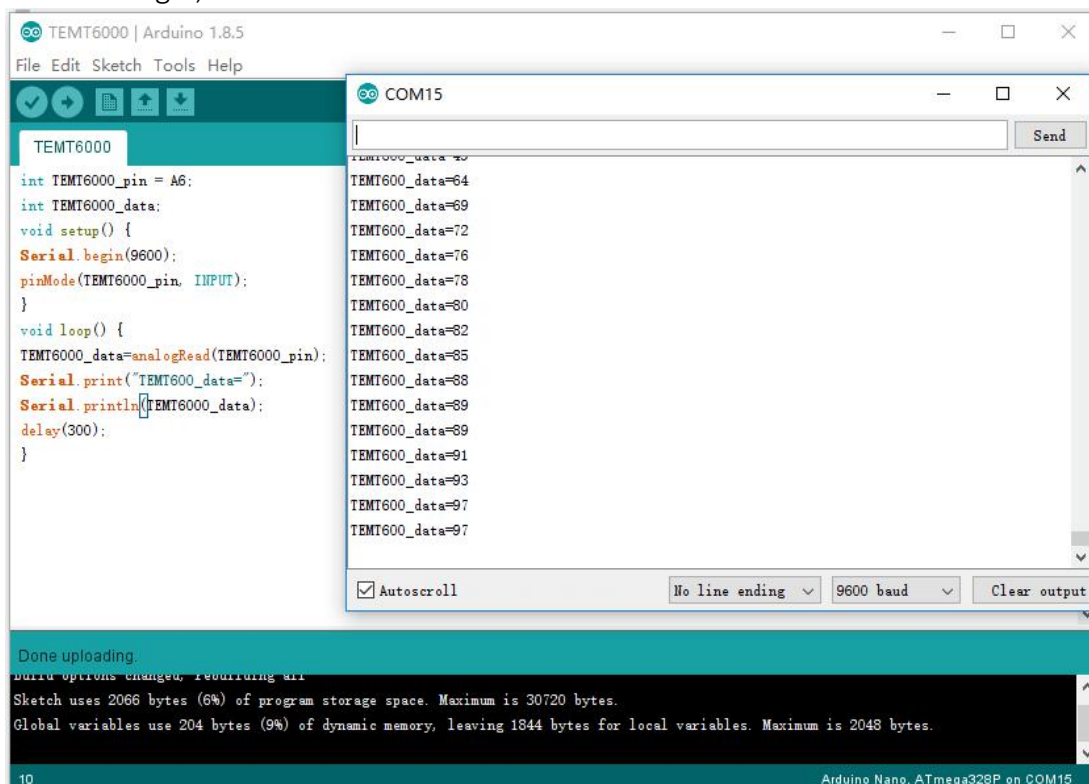 TEMT6000 | Arduino 1.8.5
File Edit Sketch Tools Help
TEMT6000
int TEMT6000_pin = A6;
int TEMT6000_data;
void setup() {
Serial.begin(9600);
pinMode(TEMT6000_pin, INPUT);
}
void loop() {
TEMT6000_data=analogRead(TEMT6000_pin);
Serial.print("TEMT600_data=");
Serial.println(TEMT6000_data);
delay(300);
}
COM15
Send
TEMT600_data=64
TEMT600_data=69
TEMT600_data=72
TEMT600_data=76
TEMT600_data=78
TEMT600_data=80
TEMT600_data=82
TEMT600_data=85
TEMT600_data=88
TEMT600_data=89
TEMT600_data=89
TEMT600_data=91
TEMT600_data=93
TEMT600_data=97
TEMT600_data=97
Autoscroll
No line ending
9600 baud
Clear output
Done uploading.
Build options changed, rebuilding all
Sketch uses 2066 bytes (6%) of program storage space. Maximum is 30720 bytes.
Global variables use 204 bytes (9%) of dynamic memory, leaving 1844 bytes for local variables. Maximum is 2048 bytes.
10
Arduino Nano, ATmega328P on COM15